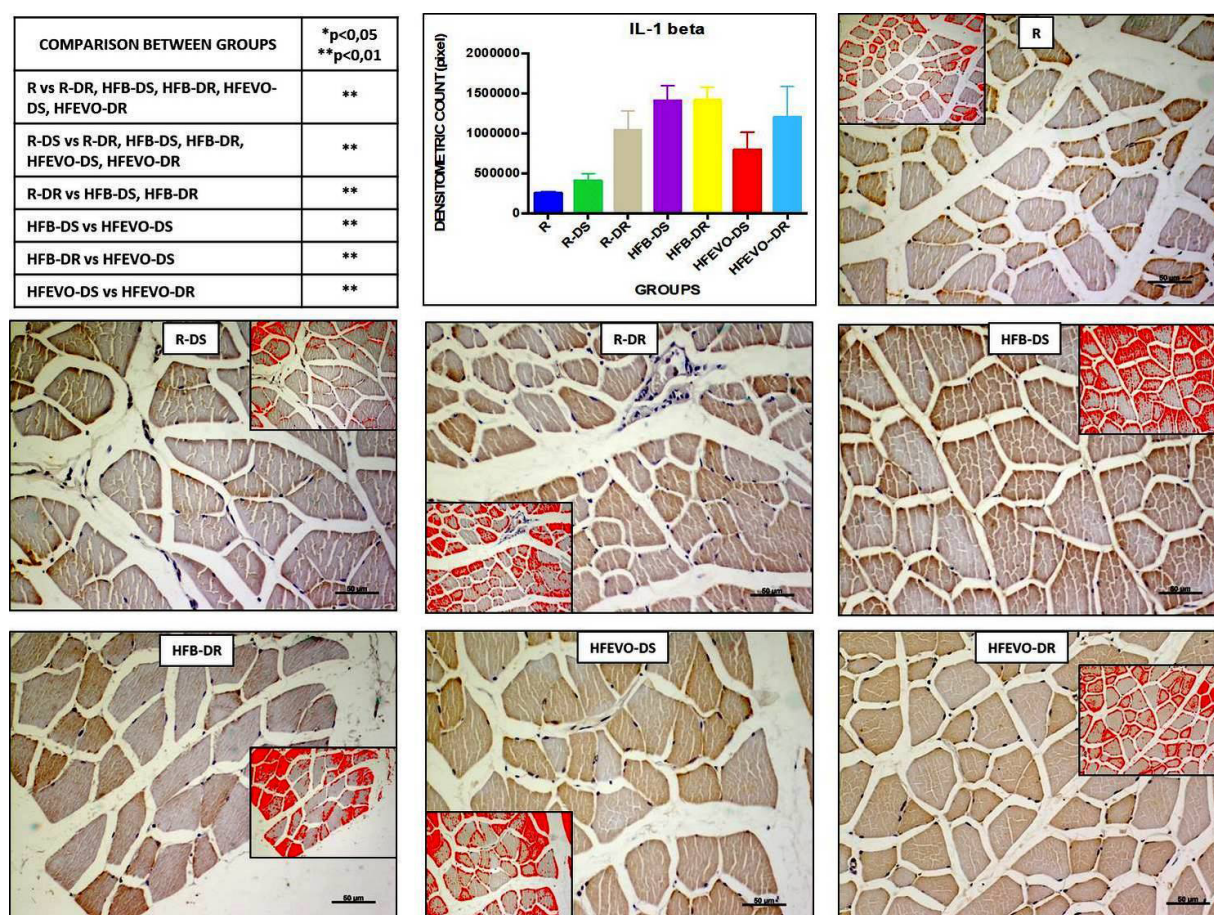 COMPARISON BETWEEN GROUPS
*p<0,05
**p<0,01
R vs R-DR, HFB-DS, HFB-DR, HFEVO-
DS, HFEVO-DR
**
R-DS vs R-DR, HFB-DS, HFB-DR,
HFEVO-DS, HFEVO-DR
**
R-DR vs HFB-DS, HFB-DR
**
HFB-DS vs HFEVO-DS
**
HFB-DR vs HFEVO-DS
**
HFEVO-DS vs HFEVO-DR
**
IL-1 beta
DENSITOMETRIC COUNT (pixel)
2000000
1500000
1000000
500000
0
R
R-DS
R-DR
HFB-DS
HFB-DR
HFEVO-DS
HFEVO--DR
GROUPS
R
50 µm
R-DS
50 µm
R-DR
50 µm
HFB-DS
50 µm
HFB-DR
50 µm
HFEVO-DS
50 µm
HFEVO-DR
50 µm